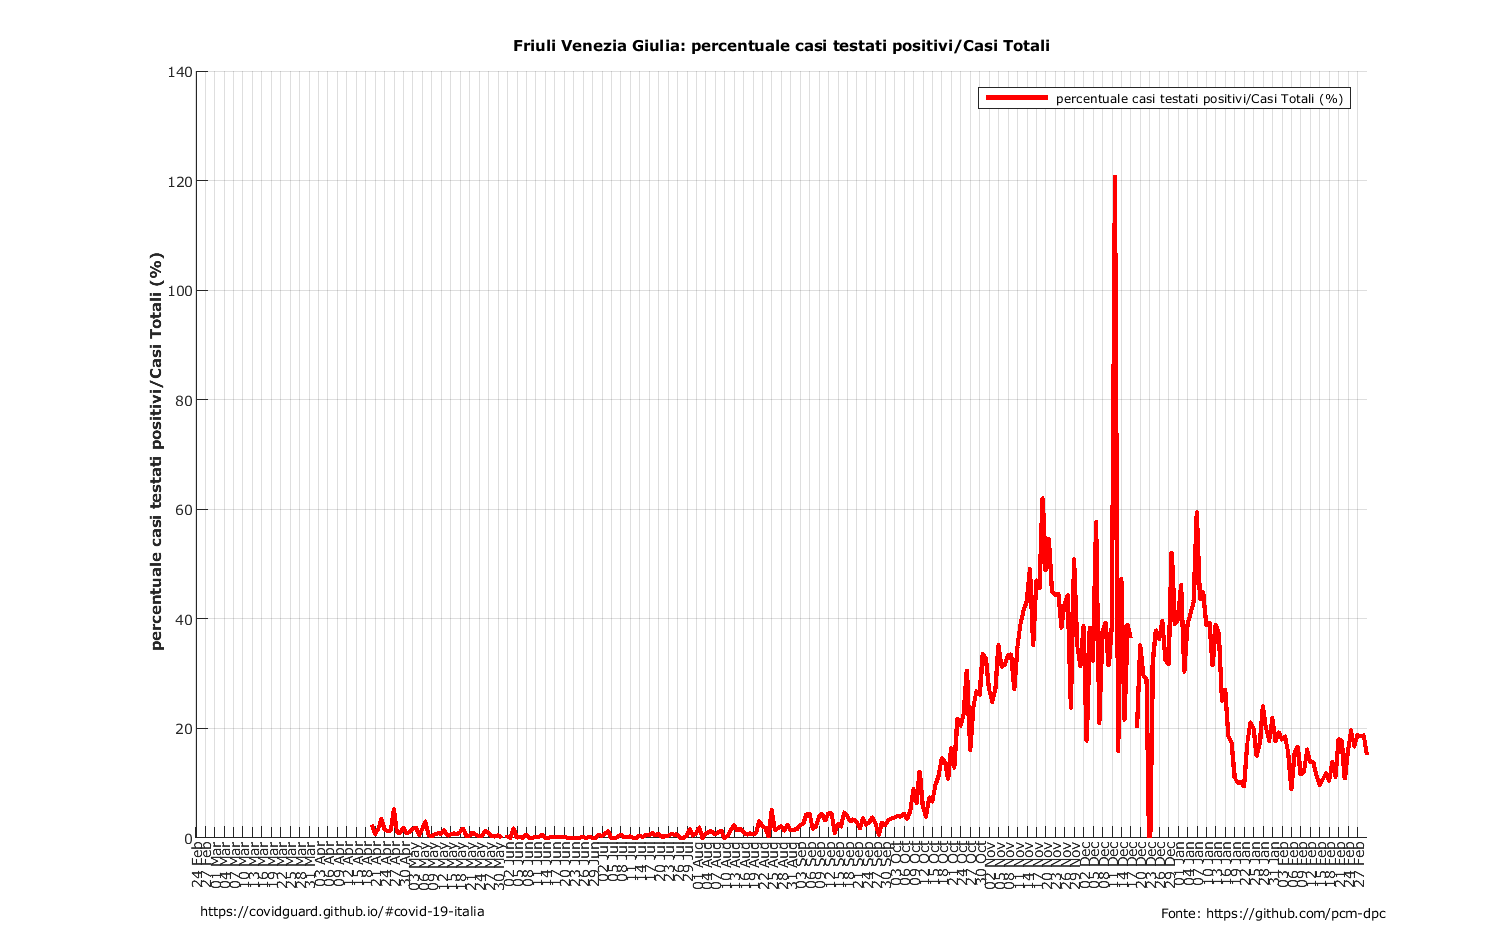 Friuli Venezia Giulia: percentuale casi testati positivi/Casi Totali
percentuale casi testati positivi/Casi Totali (%)
percentuale casi testati positivi/Casi Totali (%)
140
120
100
80
60
40
20
0
24 Feb
27 Feb
01 Mar
04 Mar
07 Mar
10 Mar
13 Mar
16 Mar
19 Mar
22 Mar
25 Mar
28 Mar
31 Mar
03 Apr
06 Apr
09 Apr
12 Apr
15 Apr
18 Apr
21 Apr
24 Apr
27 Apr
30 Apr
03 May
06 May
09 May
12 May
15 May
18 May
21 May
24 May
27 May
30 May
02 Jun
05 Jun
08 Jun
11 Jun
14 Jun
17 Jun
20 Jun
23 Jun
26 Jun
29 Jun
02 Jul
05 Jul
08 Jul
11 Jul
14 Jul
17 Jul
20 Jul
23 Jul
26 Jul
29 Jul
01 Aug
04 Aug
07 Aug
10 Aug
13 Aug
16 Aug
19 Aug
22 Aug
25 Aug
28 Aug
31 Aug
03 Sep
06 Sep
09 Sep
12 Sep
15 Sep
18 Sep
21 Sep
24 Sep
27 Sep
30 Sep
03 Oct
06 Oct
09 Oct
12 Oct
15 Oct
18 Oct
21 Oct
24 Oct
27 Oct
30 Oct
02 Nov
05 Nov
08 Nov
11 Nov
14 Nov
17 Nov
20 Nov
23 Nov
26 Nov
29 Nov
02 Dec
05 Dec
08 Dec
11 Dec
14 Dec
17 Dec
20 Dec
23 Dec
26 Dec
29 Dec
01 Jan
04 Jan
07 Jan
10 Jan
13 Jan
16 Jan
19 Jan
22 Jan
25 Jan
28 Jan
31 Jan
03 Feb
06 Feb
09 Feb
12 Feb
15 Feb
18 Feb
21 Feb
24 Feb
27 Feb
https://covidguard.github.io/#covid-19-italia
Fonte: https://github.com/pcm-dpc